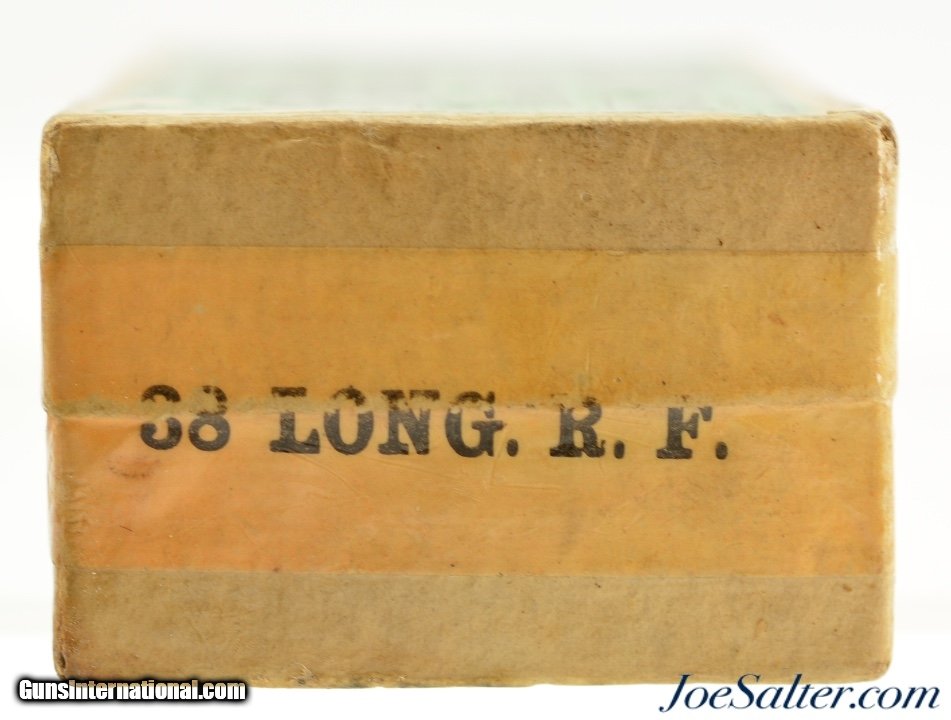 38 LONG. R. F.
GunsInternational.com
JoeSalter.com